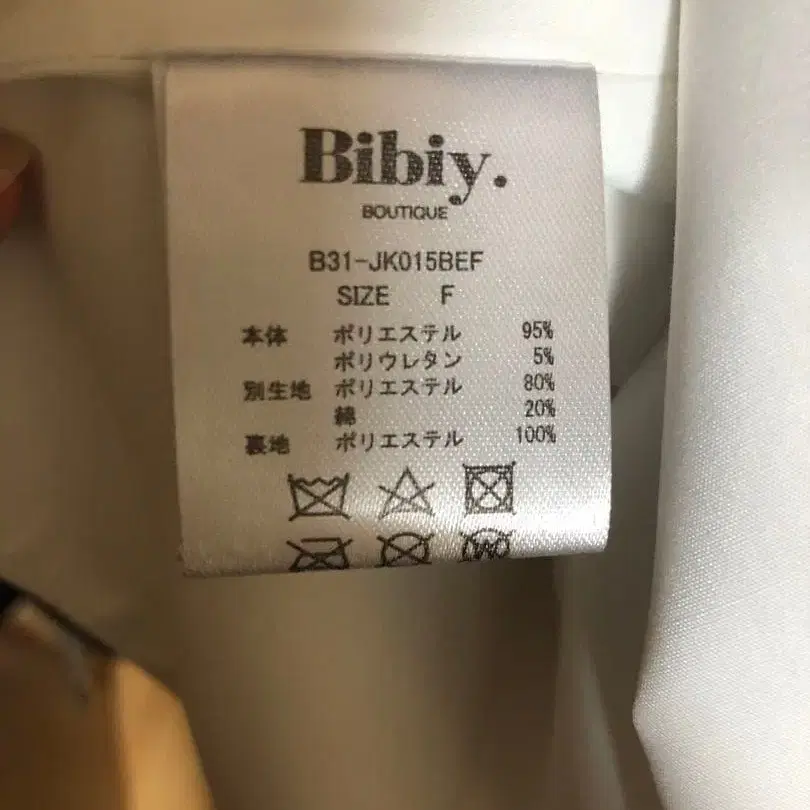 Bibiy.
BOUTIQUE
B31-JK015BEF
SIZE F
本体 ポリエステル 95%
ポリウレタン 5%
別生地 ポリエステル 80%
綿 20%
裏地 ポリエステル 100%
W